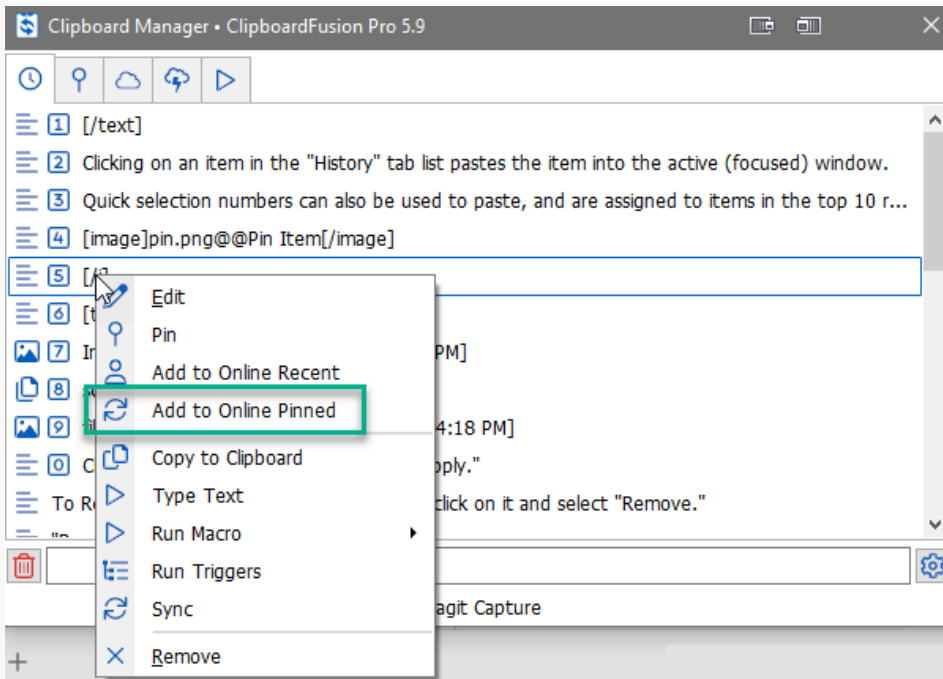 Clipboard Manager • ClipboardFusion Pro 5.9
1 [/text]
2 Clicking on an item in the "History" tab list pastes the item into the active (focused) window.
3 Quick selection numbers can also be used to paste, and are assigned to items in the top 10 r...
4 [image]pin.png@@Pin Item[/image]
5
Edit
6
Pin
7 PM]
Add to Online Recent
8
Add to Online Pinned
9 4:18 PM]
0
Copy to Clipboard
Type Text
To click on it and select "Remove."
Run Macro
Run Triggers
Sync
Capture
Remove